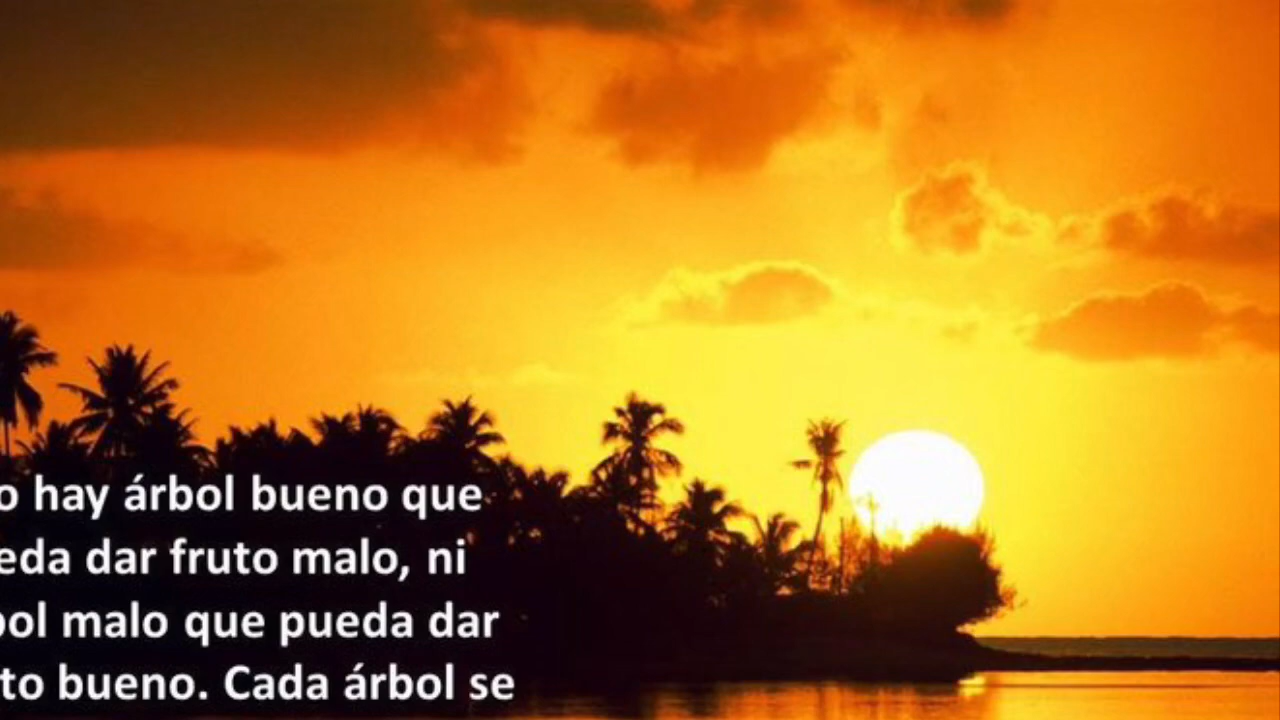 o hay árbol bueno que
eda dar fruto malo, ni
ol malo que pueda dar
to bueno. Cada árbol se